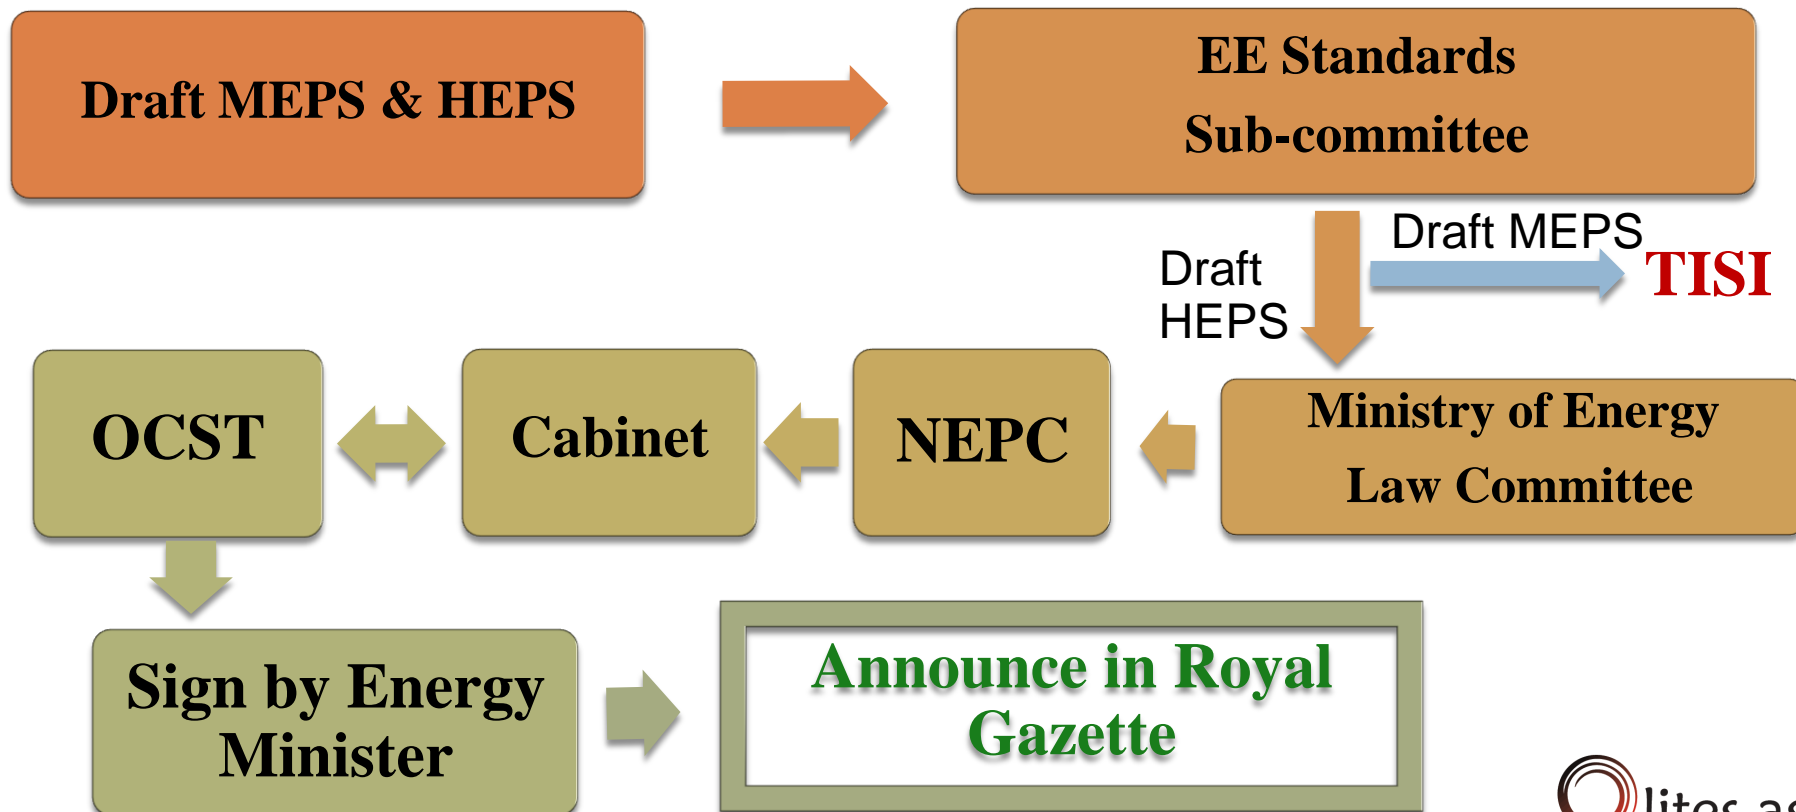 Draft MEPS & HEPS
EE Standards
Sub-committee
Draft MEPS
TISI
Draft
HEPS
OCST
Cabinet
NEPC
Ministry of Energy
Law Committee
Sign by Energy
Minister
Announce in Royal
Gazette